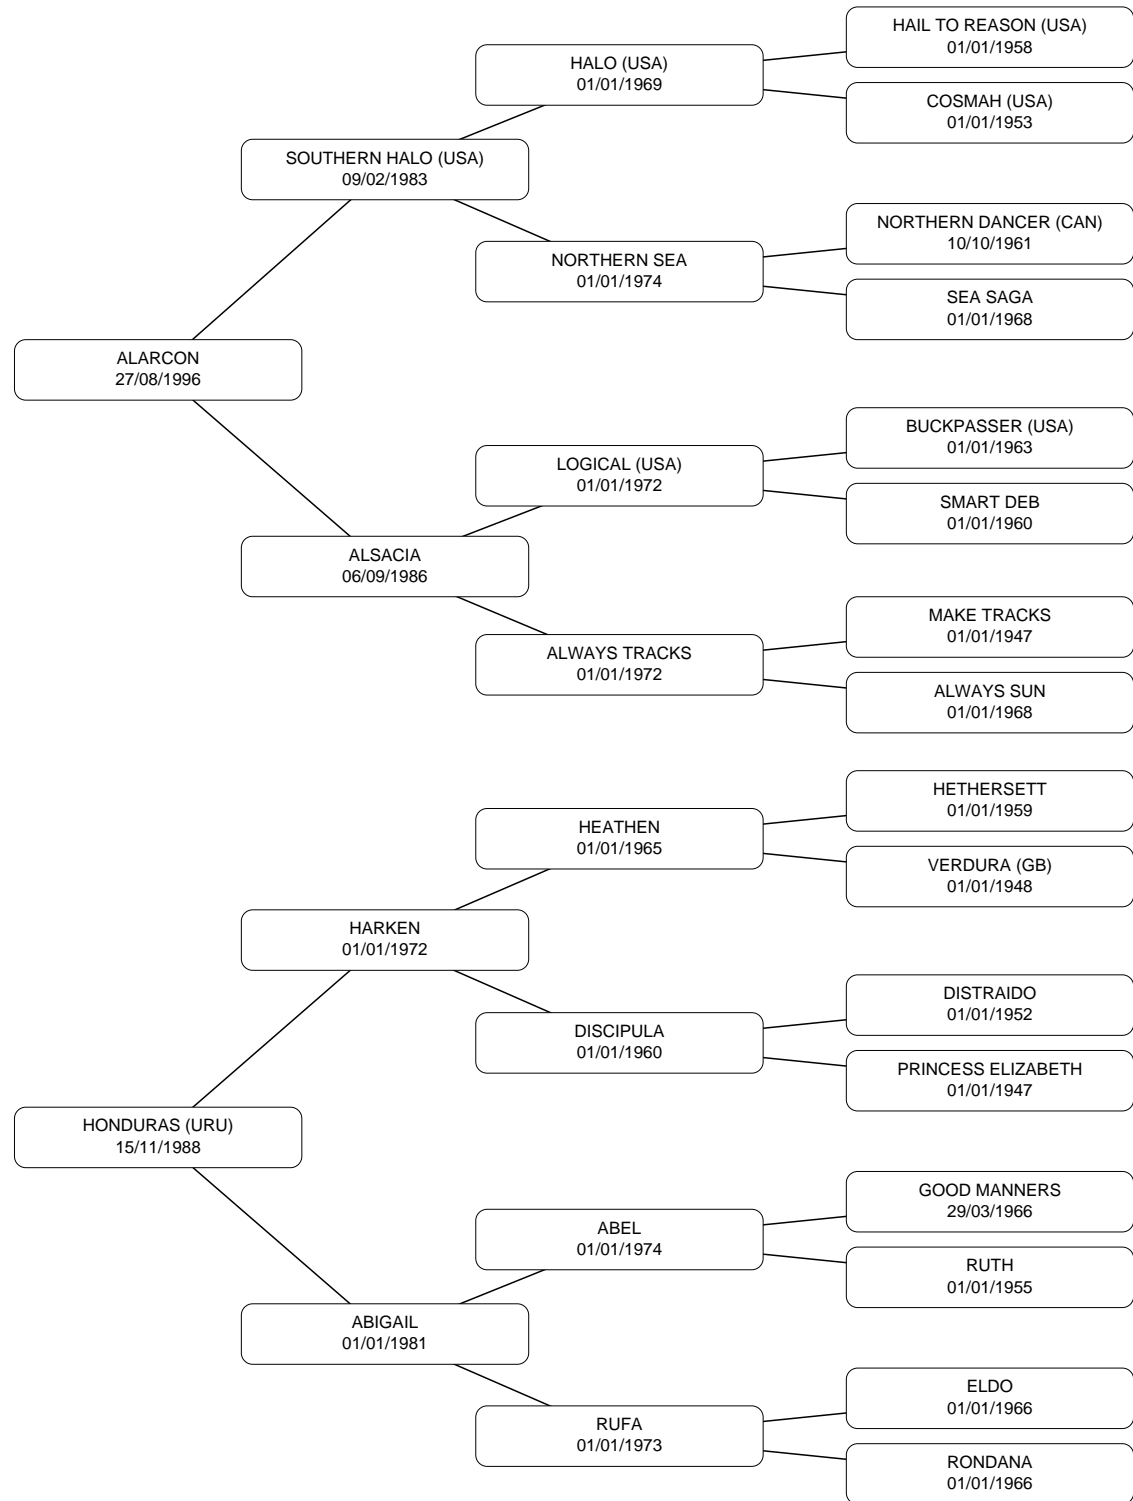 HAIL TO REASON (USA)
01/01/1958
HALO (USA)
01/01/1969
COSMAH (USA)
01/01/1953
SOUTHERN HALO (USA)
09/02/1983
NORTHERN DANCER (CAN)
10/10/1961
NORTHERN SEA
01/01/1974
SEA SAGA
01/01/1968
ALARCON
27/08/1996
BUCKPASSER (USA)
01/01/1963
LOGICAL (USA)
01/01/1972
SMART DEB
01/01/1960
ALSACIA
06/09/1986
MAKE TRACKS
01/01/1947
ALWAYS TRACKS
01/01/1972
ALWAYS SUN
01/01/1968
HETHERSETT
01/01/1959
HEATHEN
01/01/1965
VERDURA (GB)
01/01/1948
HARKEN
01/01/1972
DISTRAIDO
01/01/1952
DISCIPULA
01/01/1960
PRINCESS ELIZABETH
01/01/1947
HONDURAS (URU)
15/11/1988
GOOD MANNERS
29/03/1966
ABEL
01/01/1974
RUTH
01/01/1955
ABIGAIL
01/01/1981
ELDO
01/01/1966
RUFA
01/01/1973
RONDANA
01/01/1966